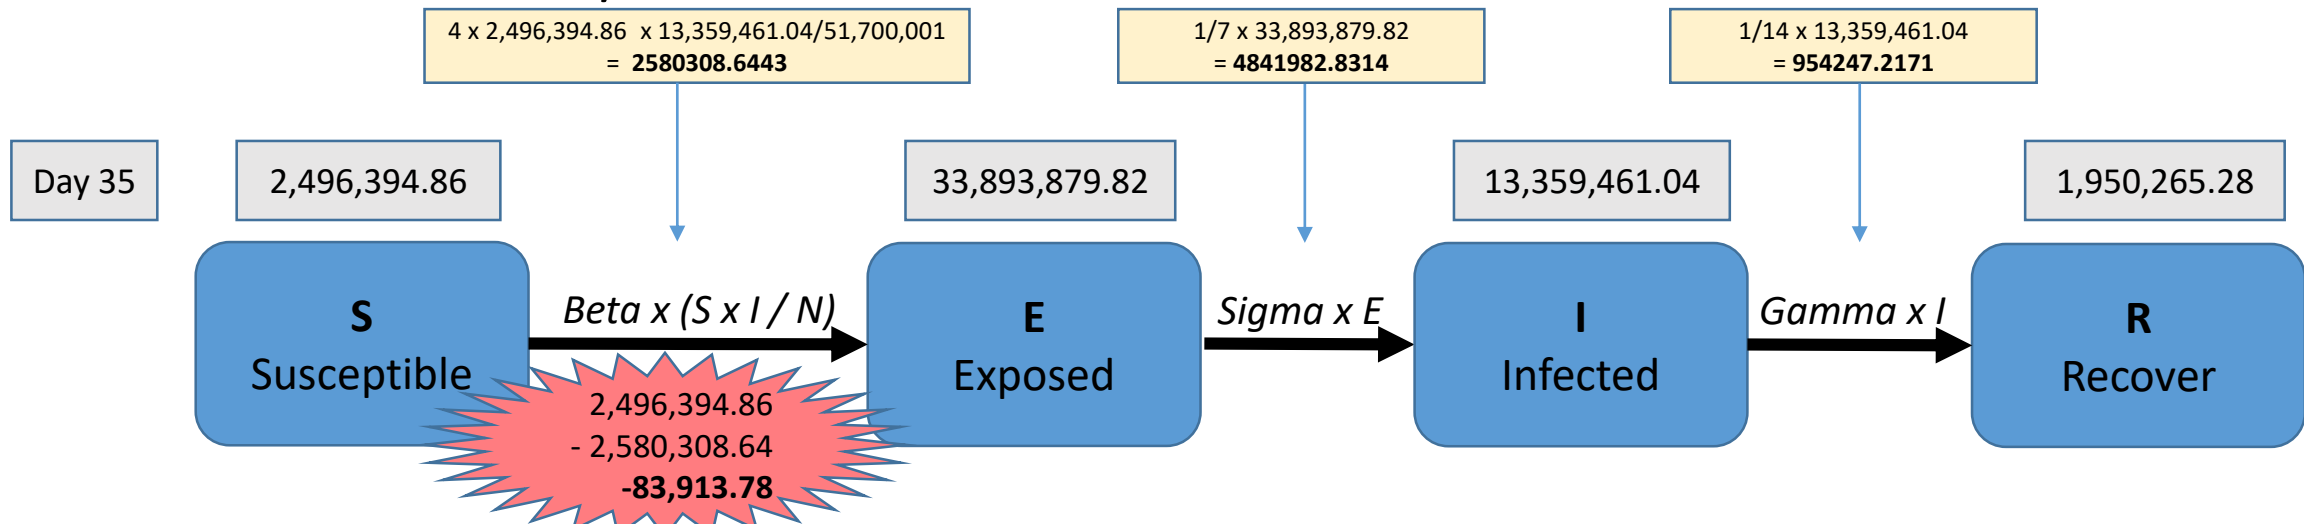 4 x 2,496,394.86  x 13,359,461.04/51,700,001
= 2580308.6443
1/7 x 33,893,879.82
= 4841982.8314
1/14 x 13,359,461.04
= 954247.2171
Day 35
2,496,394.86
33,893,879.82
13,359,461.04
1,950,265.28
S
Susceptible
Beta x (S x I / N)
E
Exposed
Sigma x E
I
Infected
Gamma x I
R
Recover
2,496,394.86
- 2,580,308.64
-83,913.78